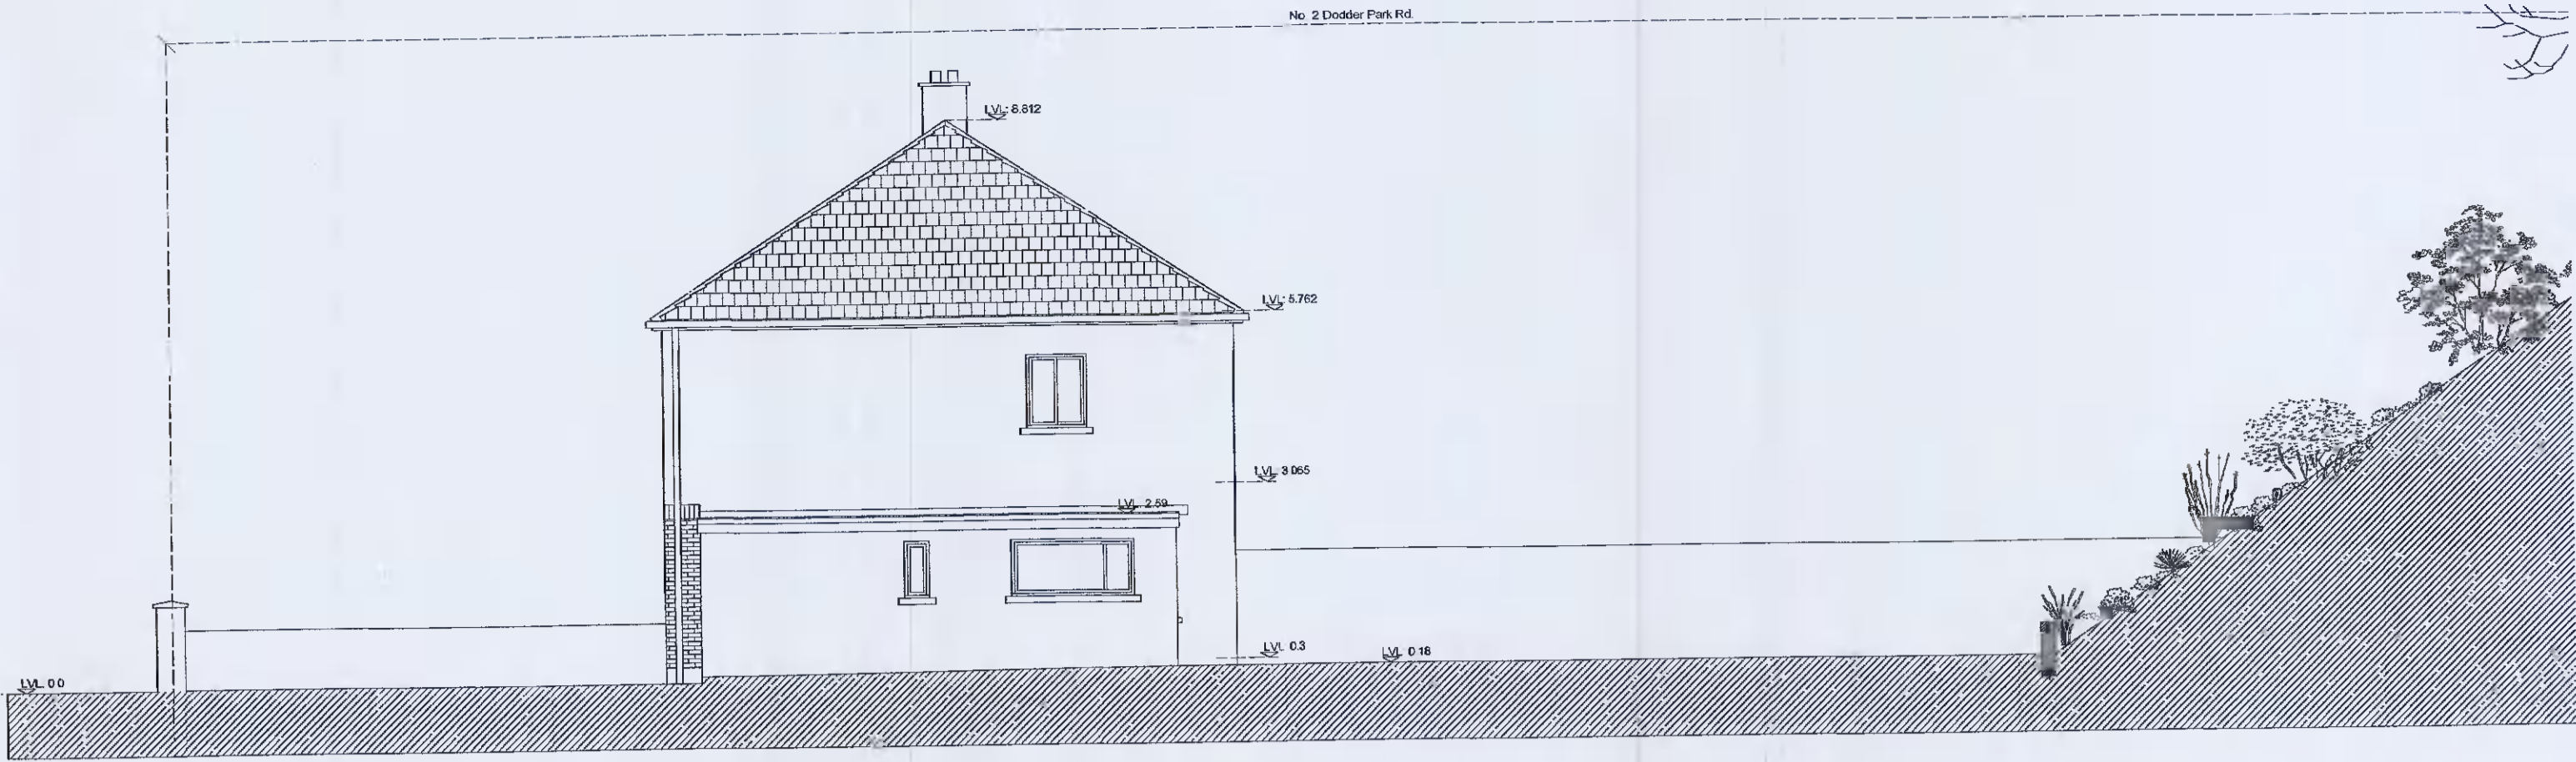 No 2 Dodder Park Rd.
LVL: 8.812
LVL: 5.762
LVL 3.065
LVL 2.59
LVL 0.3
LVL 0.18
LVL 0.0